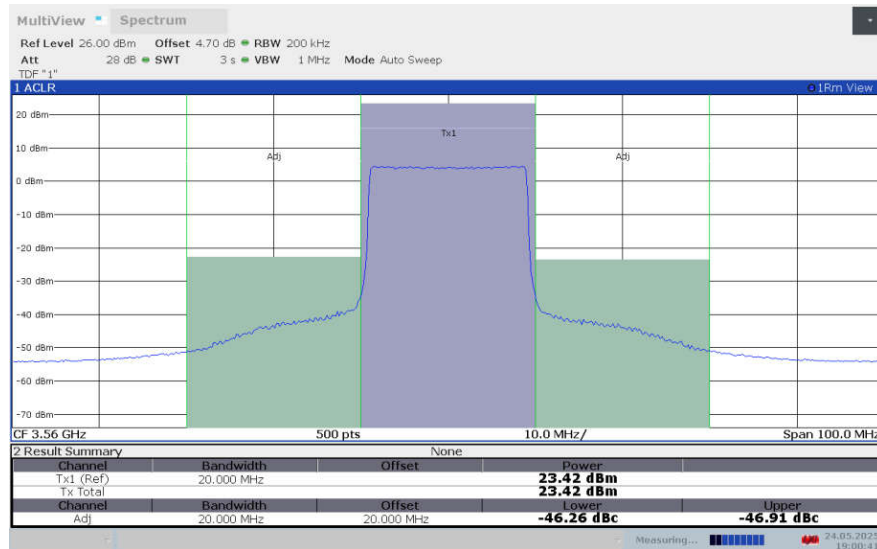 MultiView Spectrum
Ref Level 26.00 dBm Offset 4.70 dB RBW 200 kHz
Att 28 dB SWT 3 s VBW 1 MHz Mode Auto Sweep
TDF "1"
1 ACLR 1Rm View
20 dBm
Tx1
10 dBm
Adj Adj
0 dBm
-10 dBm
-20 dBm
-30 dBm
-40 dBm
-50 dBm
-60 dBm
-70 dBm
CF 3.56 GHz 500 pts 10.0 MHz/ Span 100.0 MHz
2 Result Summary None
Channel Bandwidth Offset Power
Tx1 (Ref) 20.000 MHz 23.42 dBm
Tx Total 23.42 dBm
Channel Bandwidth Offset Lower Upper
Adj 20.000 MHz 20.000 MHz -46.26 dBc -46.91 dBc
Measuring... 24.05.2025
19:00:41